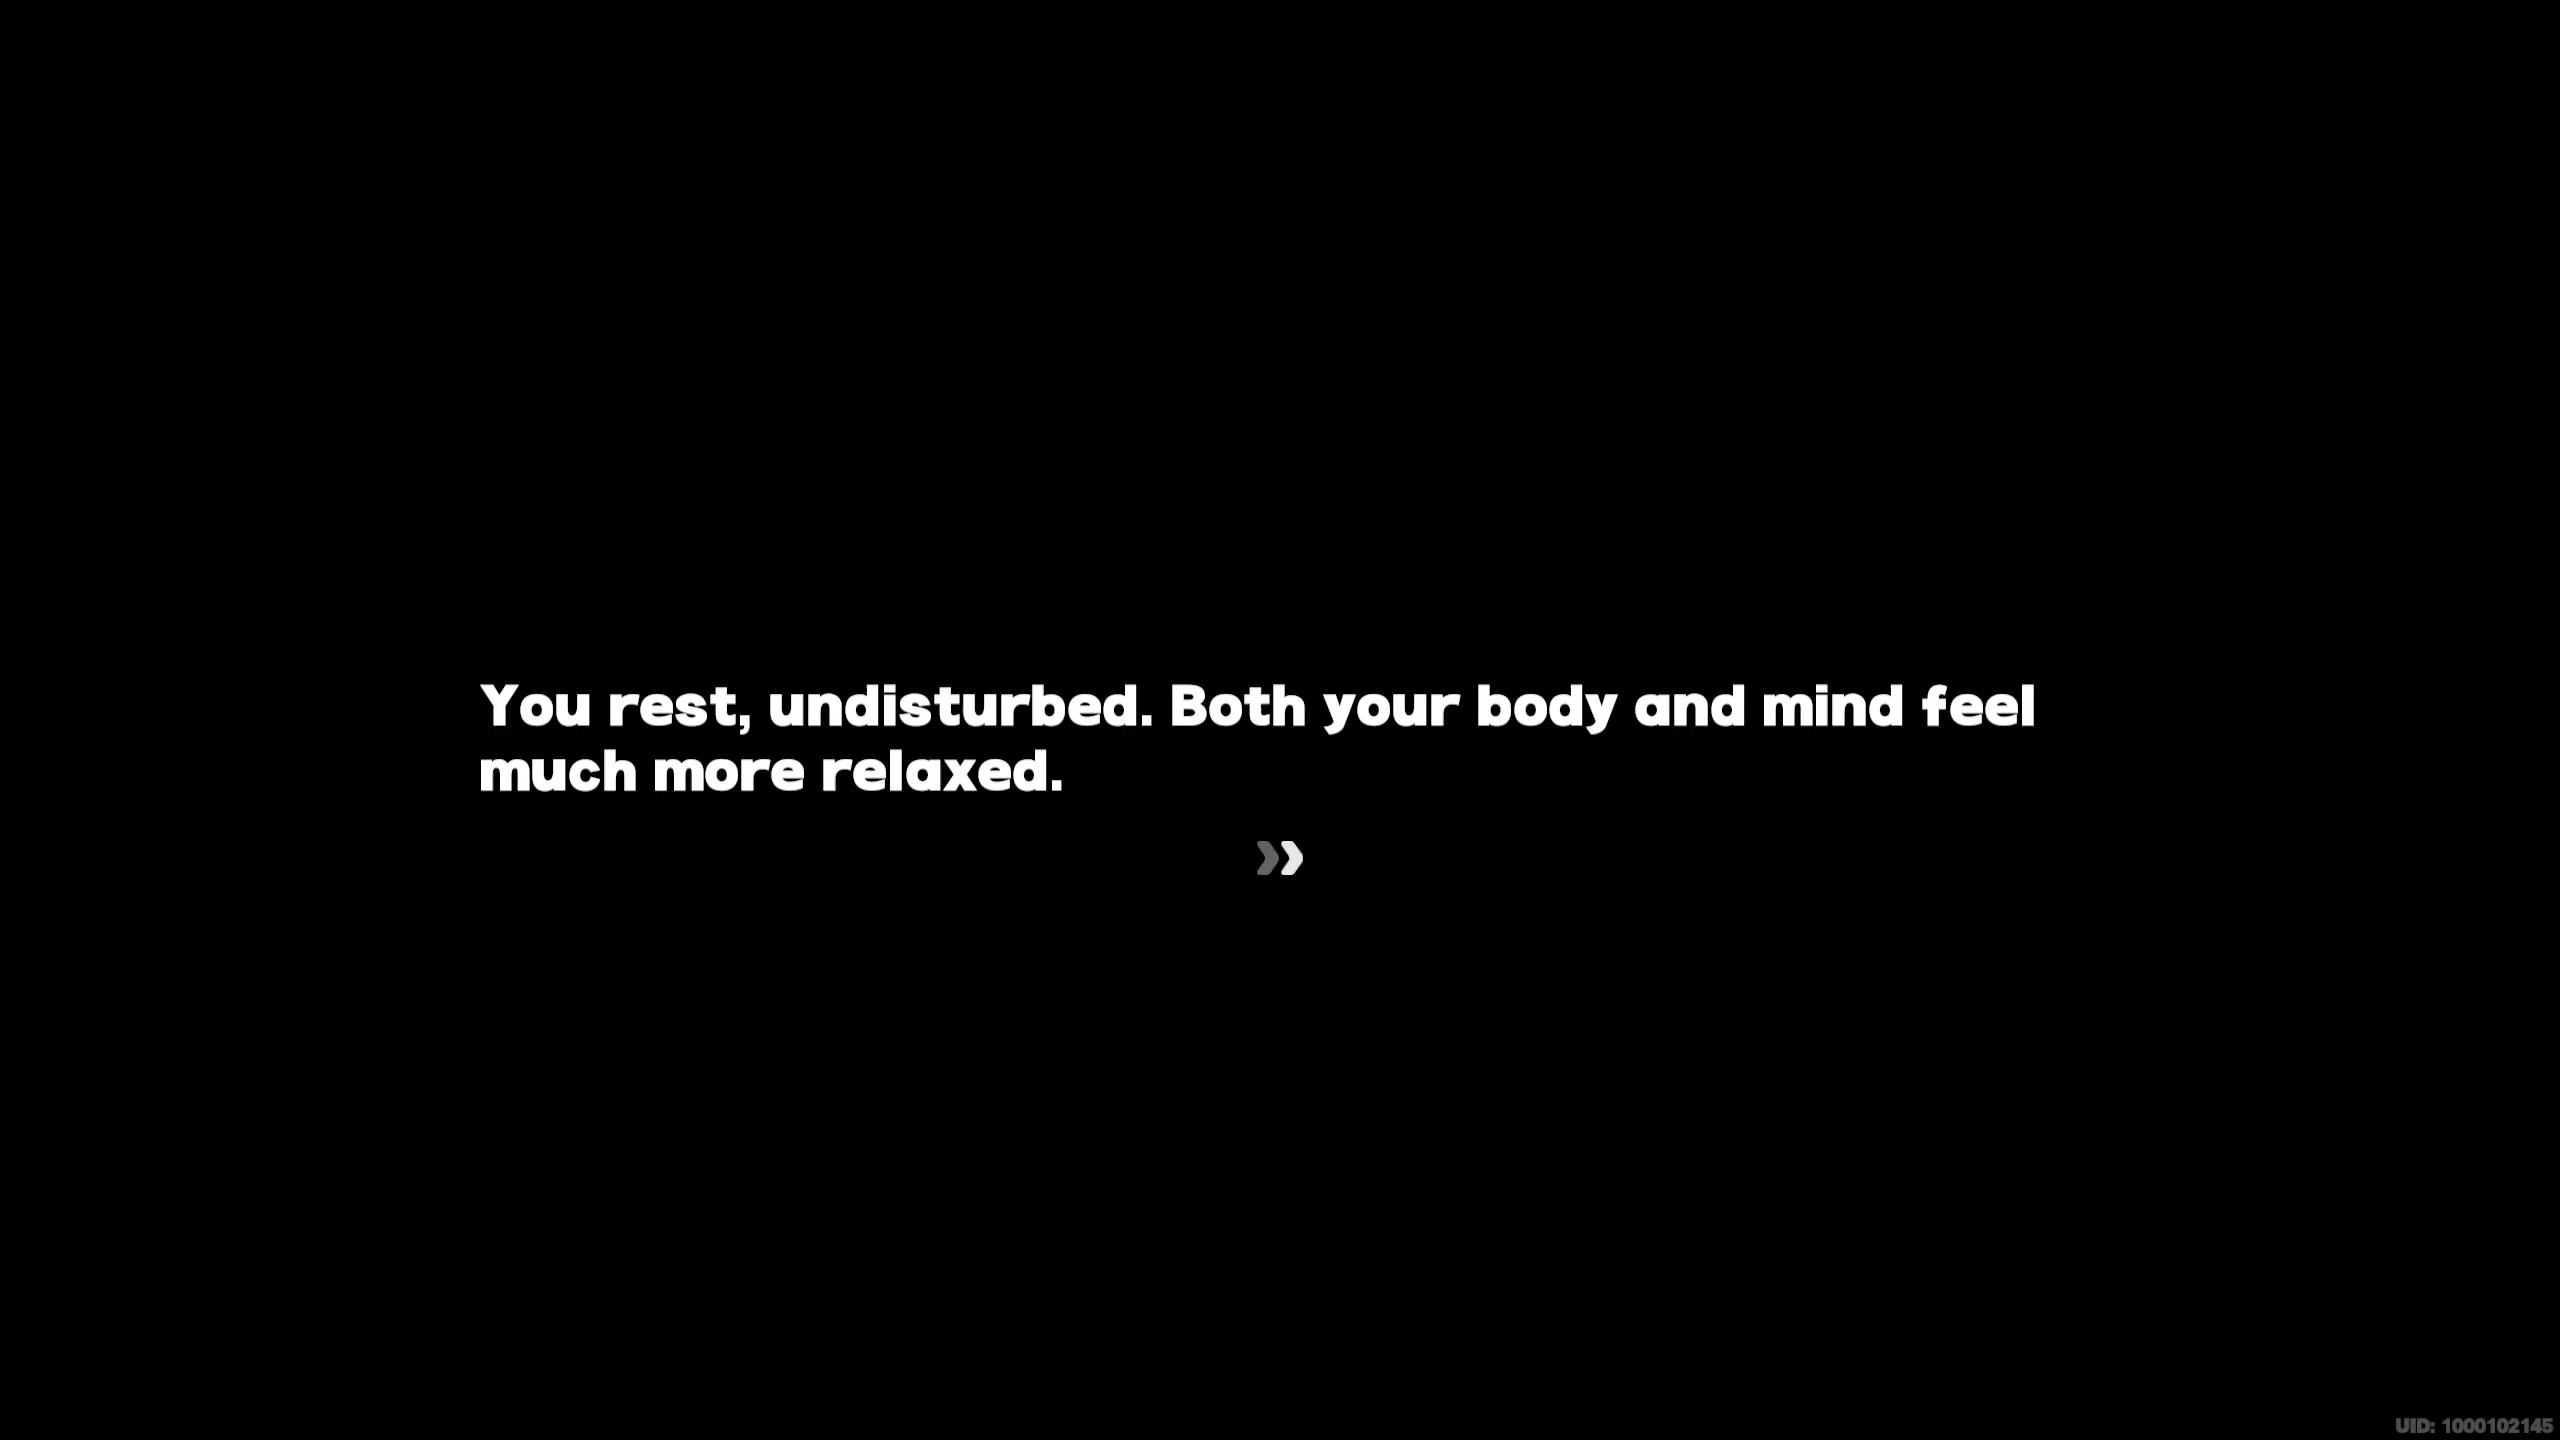 You rest, undisturbed. Both your body and mind feel
much more relaxed.
UID: 1000102145